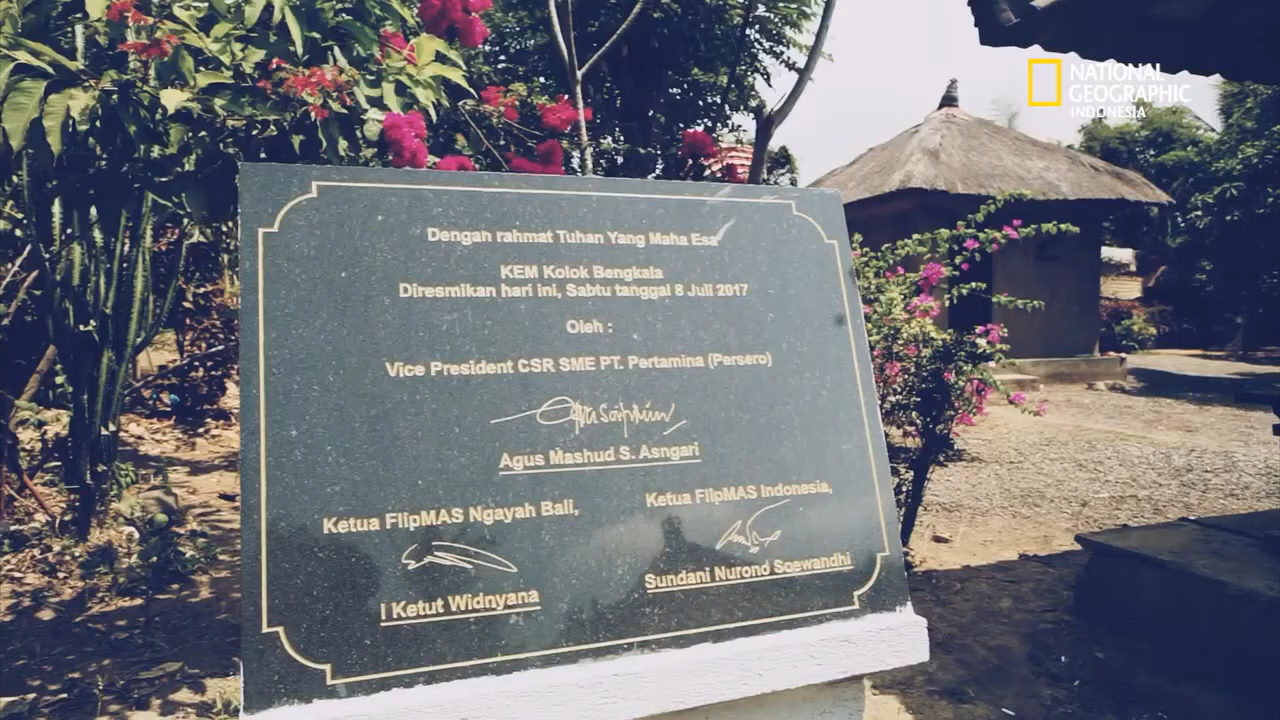 NATIONAL
GEOGRAPHIC
INDONESIA
Dengah rahmat Tuhan Yang Maha Esa
KEM Kolok Bengkala
Diresmikan hari ini, Sabtu tanggal 8 Juli 2017
Oleh :
Vice President CSR SME PT. Pertamina (Persero)
Agus Mashud S. Asngari
Ketua FlipMAS Ngayah Bali,
I Ketut Widnyana
Ketua FlipMAS Indonesia,
Sundani Nurono Soewandhi